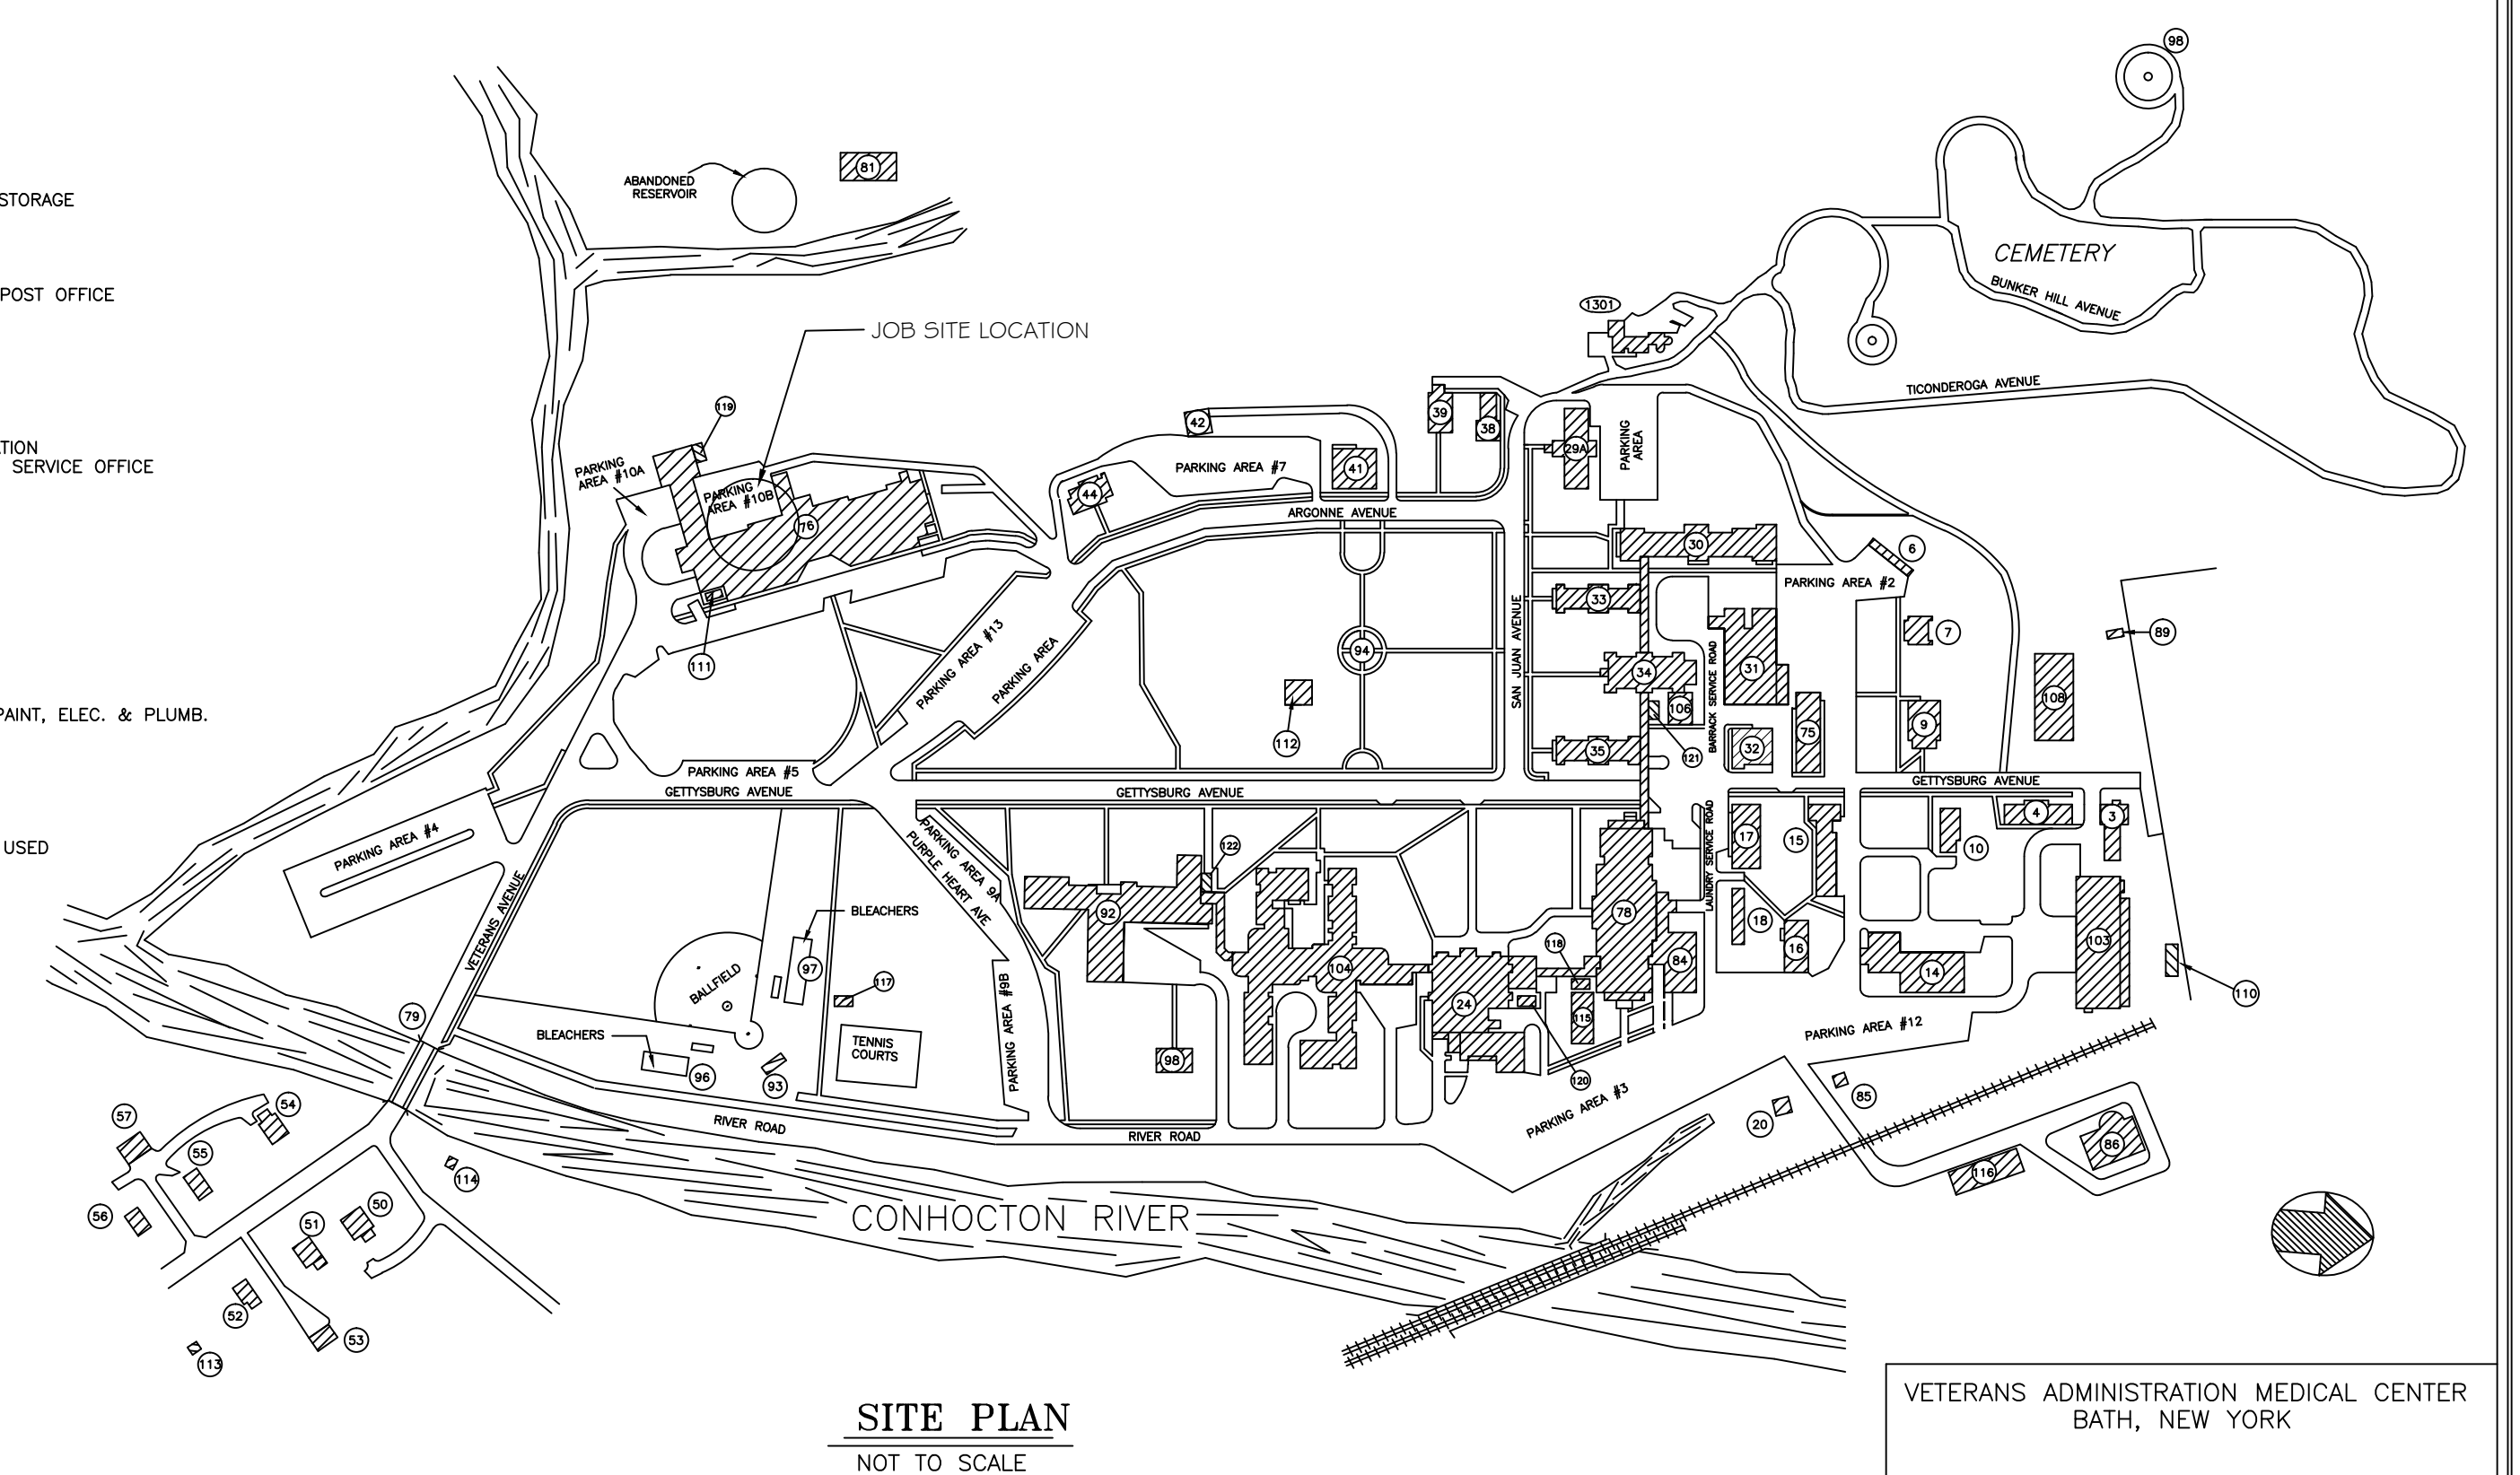 98
81
ABANDONED
RESERVOIR
STORAGE
CEMETERY
BUNKER HILL AVENUE
POST OFFICE
1301
JOB SITE LOCATION
TICONDEROGA AVENUE
119
42
39
38
29A
PARKING
AREA
TION
SERVICE OFFICE
PARKING
AREA #10A
PARKING
AREA #10B
PARKING AREA #7
41
44
76
ARGONNE AVENUE
30
6
PARKING AREA #2
33
7
89
111
PARKING AREA #13
PARKING AREA
94
SAN JUAN AVENUE
34
BARRACK SERVICE ROAD
31
108
106
PAINT, ELEC. & PLUMB.
112
35
121
32
75
9
PARKING AREA #5
GETTYSBURG AVENUE
GETTYSBURG AVENUE
GETTYSBURG AVENUE
USED
PARKING AREA #4
PARKING AREA 9A
PURPLE HEART AVE
122
LAUNDRY SERVICE ROAD
17
15
10
4
3
VETERANS AVENUE
BLEACHERS
92
78
18
16
103
118
97
BALLFIELD
117
104
84
14
110
79
24
115
PARKING AREA #9B
BLEACHERS
TENNIS
COURTS
PARKING AREA #12
96
93
98
120
PARKING AREA #3
85
20
57
54
55
RIVER ROAD
RIVER ROAD
86
116
114
56
51
50
CONHOCTON RIVER
52
53
113
SITE PLAN
NOT TO SCALE
VETERANS ADMINISTRATION MEDICAL CENTER
BATH, NEW YORK